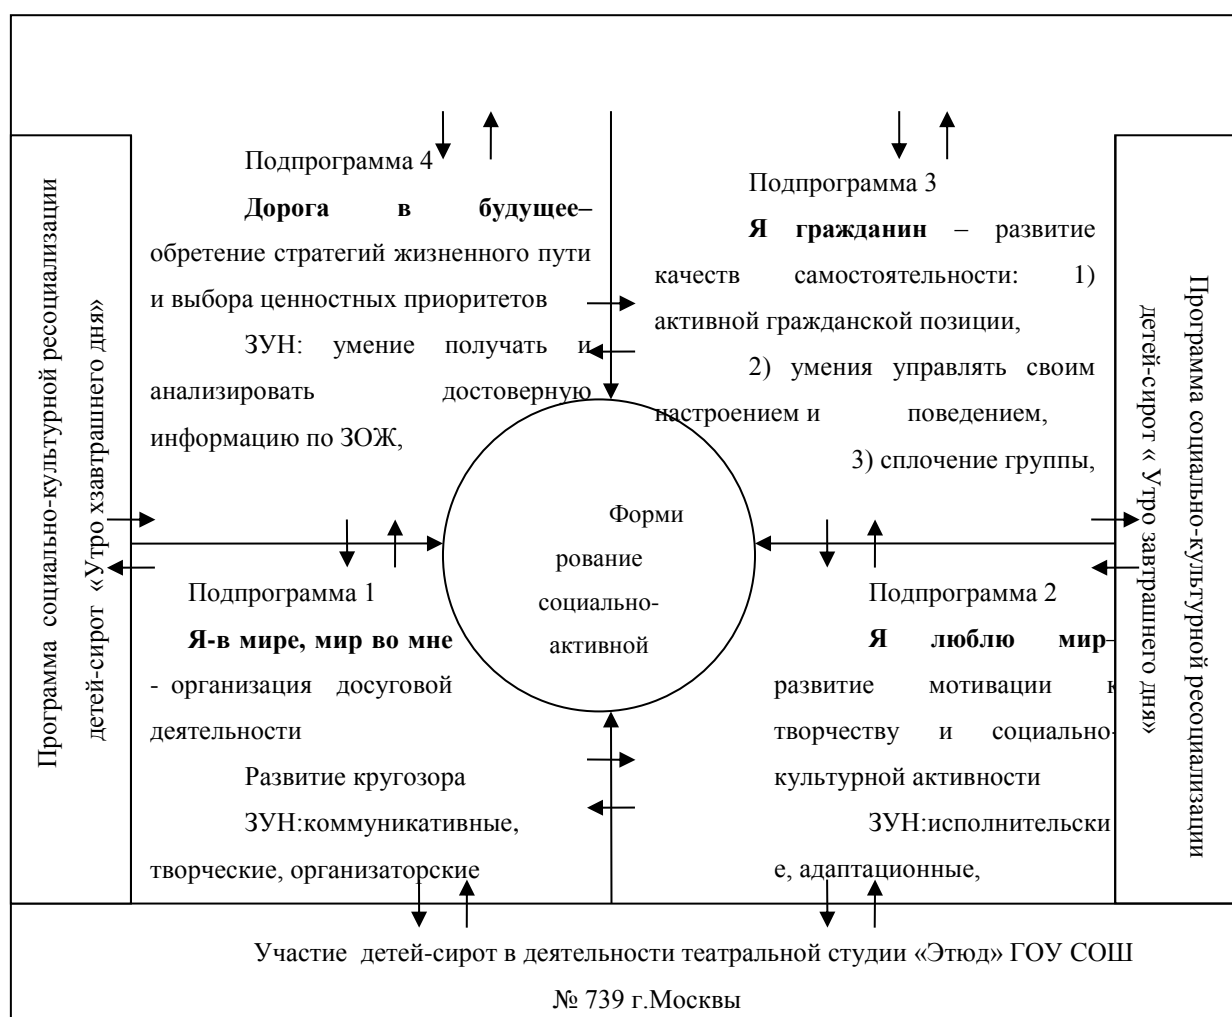 Программа социально-культурной ресоциализации
детей-сирот «Утро хзавтрашнего дня»
Подпрограмма 4
Дорога в будущее–
обретение стратегий жизненного пути
и выбора ценностных приоритетов
ЗУН: умение получать и
анализировать достоверную
информацию по ЗОЖ,
Подпрограмма 3
Я гражданин – развитие
качеств самостоятельности: 1)
активной гражданской позиции,
2) умения управлять своим
настроением и поведением,
3) сплочение группы,
Форми
рование
социально-
активной
Подпрограмма 1
Я-в мире, мир во мне
- организация досуговой
деятельности
Развитие кругозора
ЗУН:коммуникативные,
творческие, организаторские
Подпрограмма 2
Я люблю мир–
развитие мотивации к
творчеству и социально-
культурной активности
ЗУН:исполнительски
е, адаптационные,
Программа социально-культурной ресоциализации
детей-сирот « Утро завтрашнего дня»
Участие детей-сирот в деятельности театральной студии «Этюд» ГОУ СОШ
№ 739 г.Москвы